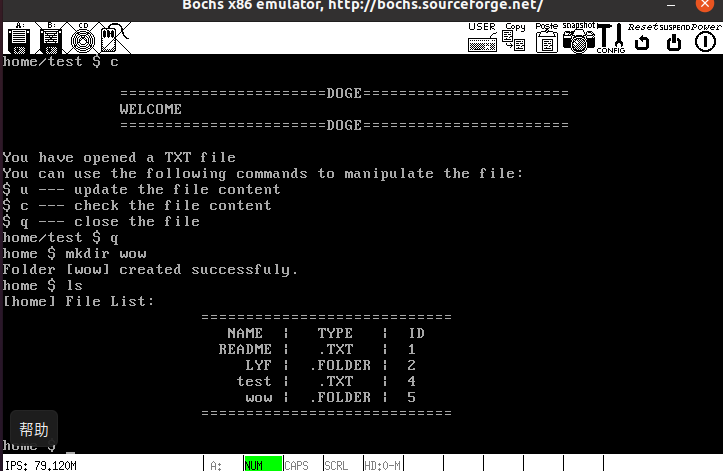 Bochs x86 emulator, http://bochs.sourceforge.net/
A: B: CD USER Copy Paste snapshot CONFIG Reset SUSPEND Power
home/test $ c
=======================DOGE=======================
WELCOME
=======================DOGE=======================
You have opened a TXT file
You can use the following commands to manipulate the file:
$ u --- update the file content
$ c --- check the file content
$ q --- close the file
home/test $ q
home $ mkdir wow
Folder [wow] created successfuly.
home $ ls
[home] File List:
============================
NAME ¦ TYPE ¦ ID
README ¦ .TXT ¦ 1
LYF ¦ .FOLDER ¦ 2
test ¦ .TXT ¦ 4
wow ¦ .FOLDER ¦ 5
============================
帮助
home $ _
IPS: 79,120M A: NUM CAPS SCRL HD:0-M